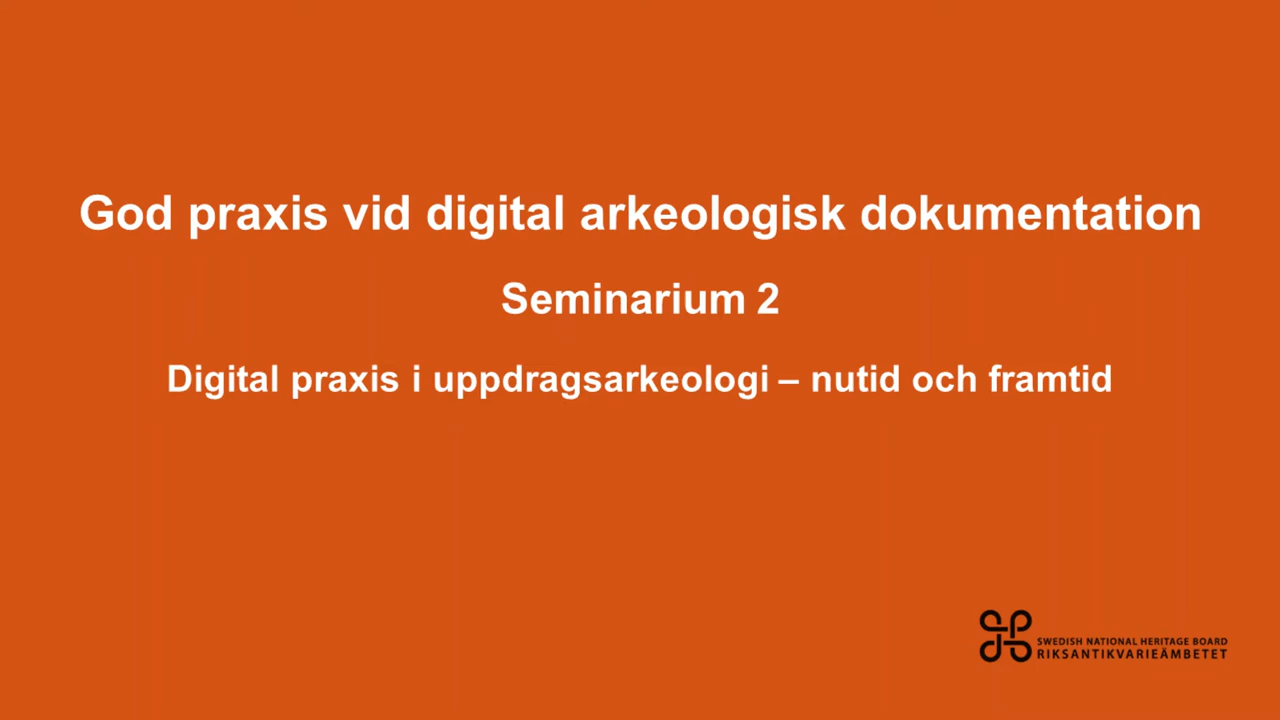 God praxis vid digital arkeologisk dokumentation
Seminarium 2
Digital praxis i uppdragsarkeologi – nutid och framtid
SWEDISH NATIONAL HERITAGE BOARD
RIKSANTIKVARIEÄMBETET